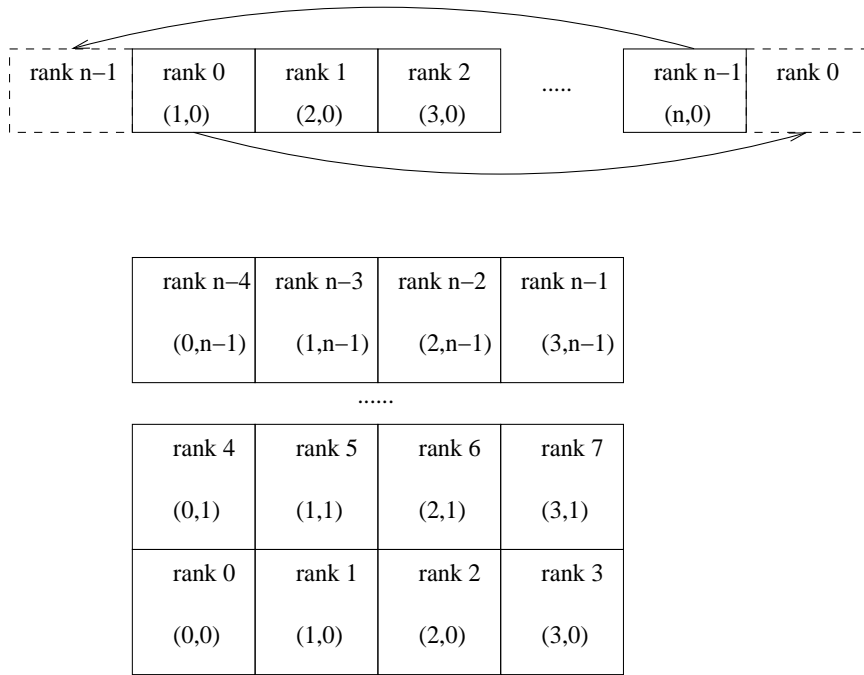 rank n−1 rank 0 rank 1 rank 2 ..... rank n−1 rank 0
(1,0) (2,0) (3,0) (n,0)
rank n−4 rank n−3 rank n−2 rank n−1
(0,n−1) (1,n−1) (2,n−1) (3,n−1)
......
rank 4 rank 5 rank 6 rank 7
(0,1) (1,1) (2,1) (3,1)
rank 0 rank 1 rank 2 rank 3
(0,0) (1,0) (2,0) (3,0)